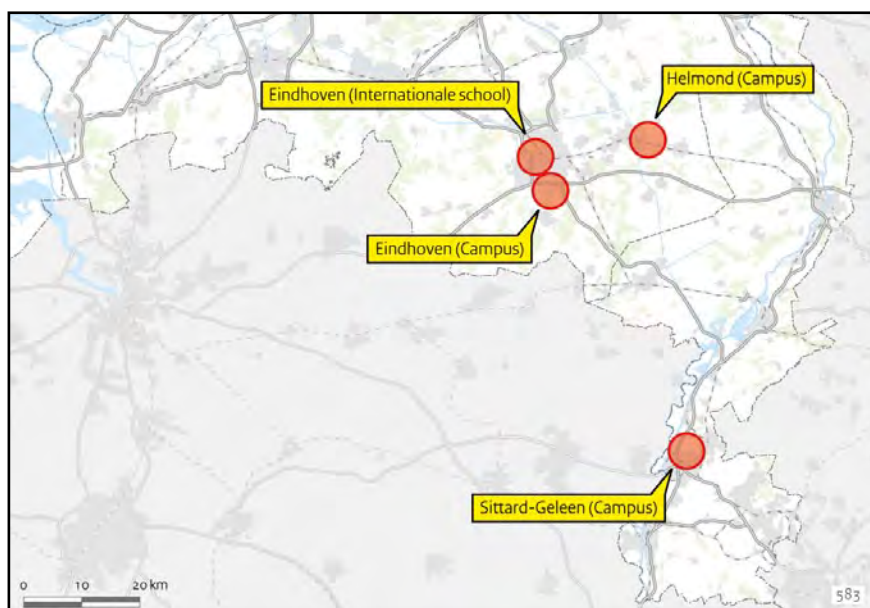 Eindhoven (Internationale school)
Helmond (Campus)
Eindhoven (Campus)
Sittard-Geleen (Campus)
0 10 20 km
583